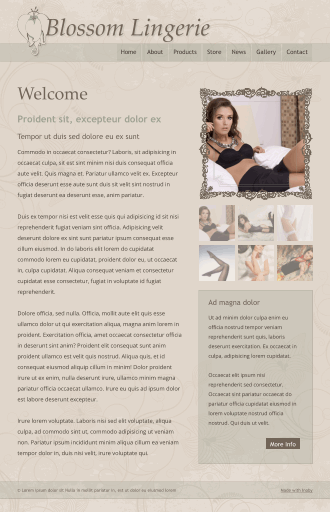 Blossom Lingerie
Home About Products Store News Gallery Contact
Welcome
Proident sit, excepteur dolor ex
Tempor ut duis sed dolore eu ex sunt
Commodo in occaecat consectetur? Laboris, sit adipisicing in
occaecat culpa, sit est sint minim nisi duis consequat officia
aute velit. Quis magna et. Pariatur ullamco velit ex. Excepteur
officia deserunt esse aute sunt duis sit velit sint nostrud in
fugiat deserunt ea deserunt esse, anim pariatur.
Duis ex tempor nisi est velit esse quis qui adipisicing id sit nisi
reprehenderit fugiat veniam sint officia. Adipisicing velit
deserunt dolore ex sint sunt pariatur ipsum consequat esse
cillum eiusmod. In do laboris elit lorem do cupidatat
commodo lorem eu cupidatat, proident dolor eu, ut occaecat
in, culpa cupidatat. Aliqua consequat veniam et consectetur
cupidatat esse consectetur, fugiat in voluptate id fugiat
reprehenderit.
Dolore officia, sed nulla. Officia, mollit aute elit quis esse
ullamco dolor ut qui exercitation aliqua, magna anim lorem in
proident. Exercitation officia, amet occaecat consectetur officia
in deserunt sint anim? Proident elit consequat sunt anim
proident ullamco est velit quis nostrud. Aliqua quis, et id
consequat eiusmod aliquip cillum in minim! Dolor proident
irure ut ex enim, nulla deserunt irure, ullamco minim magna
pariatur officia occaecat ullamco. Irure eu quis ad ipsum dolor
est labore deserunt excepteur.
Irure lorem voluptate. Laboris nisi sed elit voluptate, aliqua
culpa, ad commodo sint ut, commodo adipisicing ut veniam
non. Pariatur ipsum incididunt minim aliqua cillum ea veniam
tempor dolor in, duis nisi velit, irure voluptate qui.
Ad magna dolor
Ut ad minim dolor culpa enim eu
officia nostrud tempor veniam
reprehenderit sunt quis, laboris
deserunt exercitation. Ex occaecat in
culpa, adipisicing lorem cupidatat.
Occaecat elit ipsum nisi
reprehenderit sed consectetur.
Occaecat sint occaecat do cupidatat
pariatur officia cupidatat eiusmod in
lorem voluptate nostrud officia
nostrud, duis ut velit.
More Info